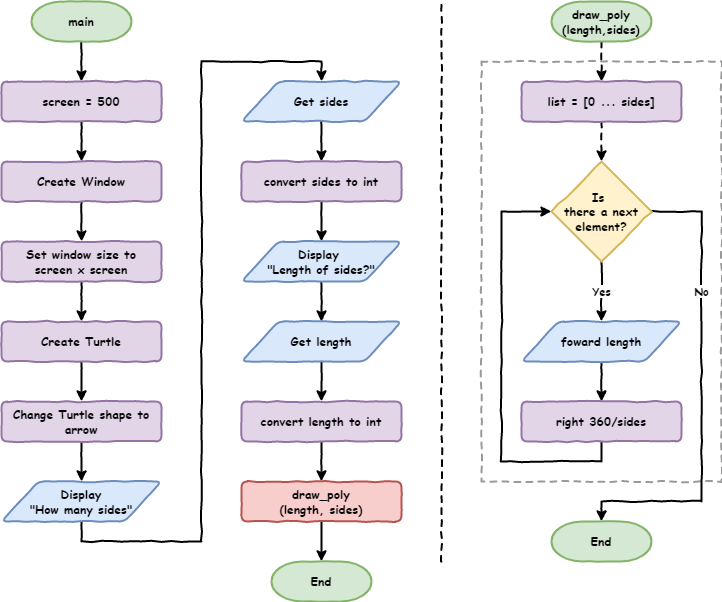 main
screen = 500
Create Window
Set window size to
screen x screen
Create Turtle
Change Turtle shape to
arrow
Display
"How many sides"
Get sides
convert sides to int
Display
"Length of sides?"
Get length
convert length to int
draw_poly
(length, sides)
End
draw_poly
(length,sides)
list = [0 ... sides]
Is
there a next
element?
Yes
No
foward length
right 360/sides
End